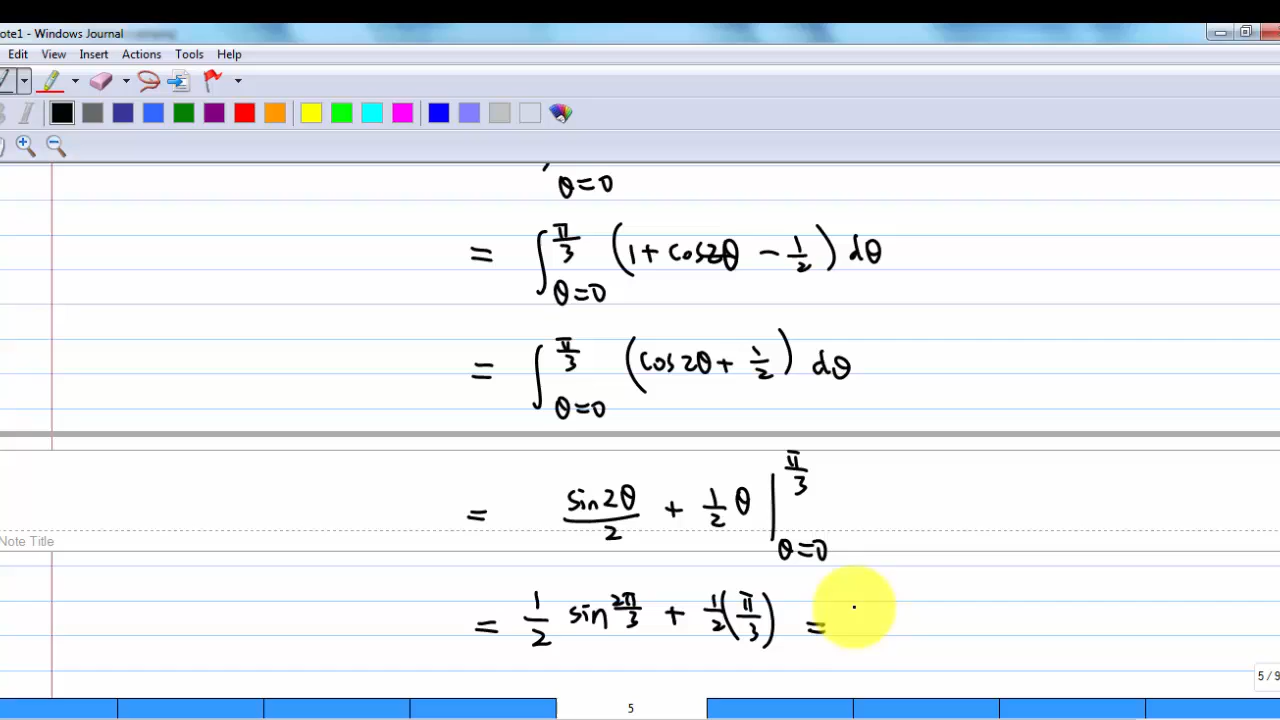 ote1 - Windows Journal
Edit View Insert Actions Tools Help
θ=0
= ∫_{θ=0}^{π/3} (1 + cos2θ - 1/2) dθ
= ∫_{θ=0}^{π/3} (cos2θ + 1/2) dθ
= sin2θ/2 + 1/2 θ |_{θ=0}^{π/3}
Note Title
= 1/2 sin 2π/3 + 1/2 (π/3) =
5 / 9
5